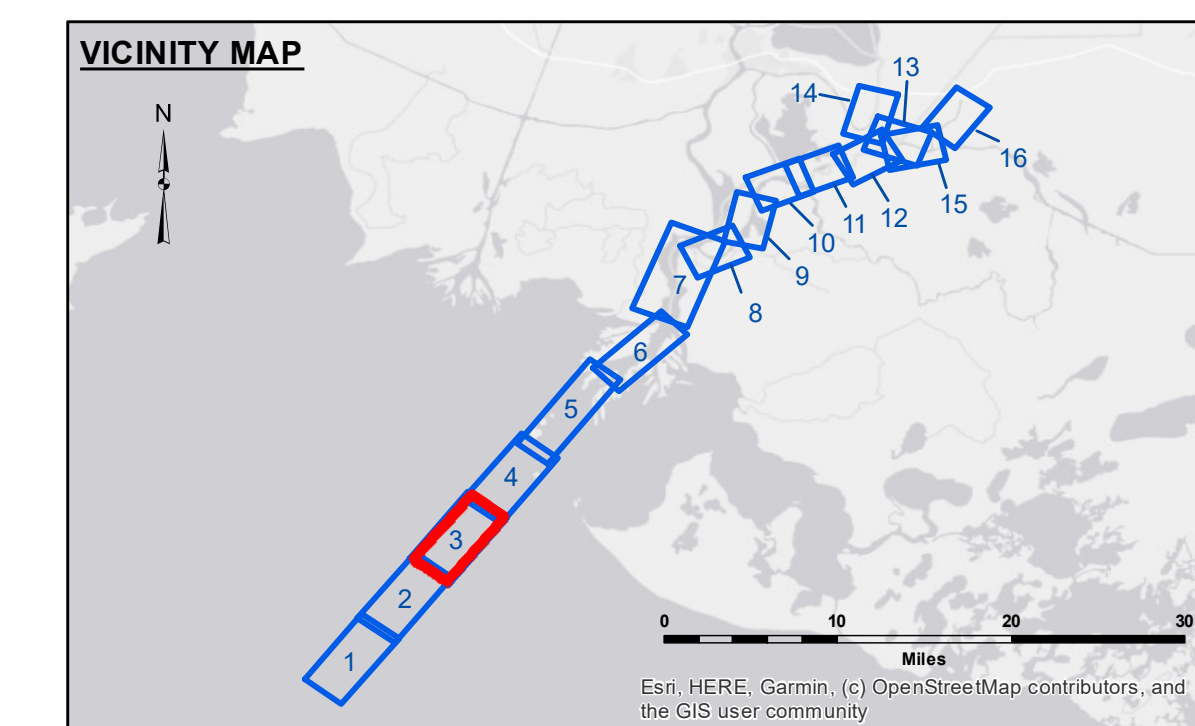 VICINITY MAP
N
13
14
16
15
12
11
10
9
7
8
6
5
4
3
2
1
0 10 20 30
Miles
Esri, HERE, Garmin, (c) OpenStreetMap contributors, and
the GIS user community